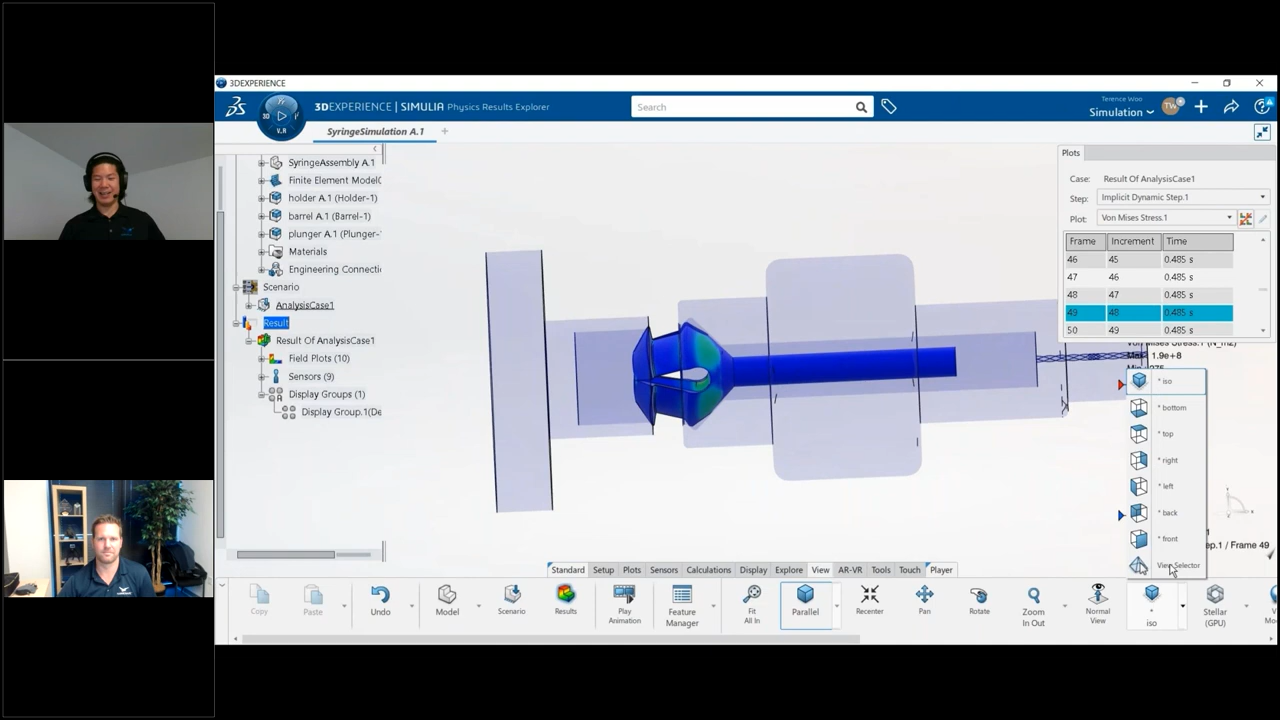 3DEXPERIENCE
3DEXPERIENCE | SIMULIA Physics Results Explorer
Search
Terence Woo
Simulation
TW
3D
V.R
SyringeSimulation A.1
SyringeAssembly A.1
Finite Element Model(
holder A.1 (Holder-1)
barrel A.1 (Barrel-1)
plunger A.1 (Plunger-
Materials
Engineering Connecti
Scenario
AnalysisCase1
Result
Result Of AnalysisCase1
Field Plots (10)
Sensors (9)
Display Groups (1)
Display Group.1(De
Plots
Case: Result Of AnalysisCase1
Step: Implicit Dynamic Step.1
Plot: Von Mises Stress.1
Frame Increment Time
46 45 0.485 s
47 46 0.485 s
48 47 0.485 s
49 48 0.485 s
50 49 0.485 s
1.9e+8
* iso
* bottom
* top
* right
* left
* back
* front
View Selector
ep.1 / Frame 49
Standard Setup Plots Sensors Calculations Display Explore View AR-VR Tools Touch Player
Copy
Paste
Undo
Model
Scenario
Results
Play Animation
Feature Manager
Fit All In
Parallel
Recenter
Pan
Rotate
Zoom In Out
Normal View
* iso
Stellar (GPU)